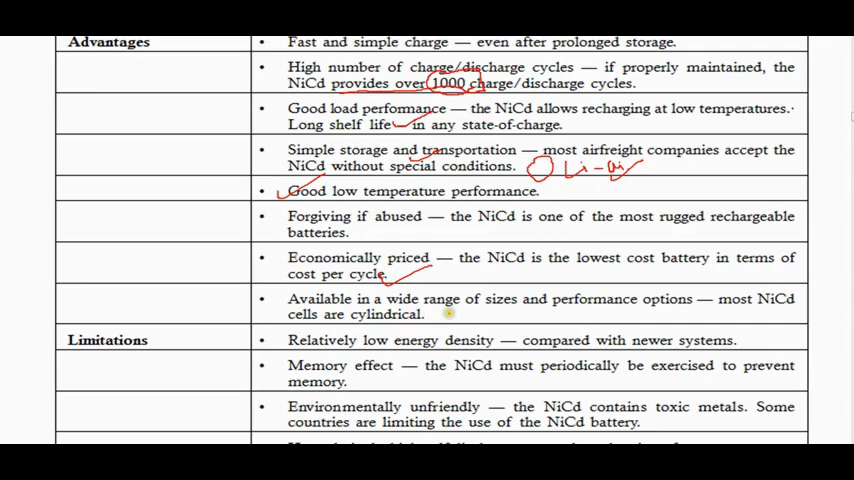 Advantages
• Fast and simple charge — even after prolonged storage.
• High number of charge/discharge cycles — if properly maintained, the
NiCd provides over 1000 charge/discharge cycles.
• Good load performance — the NiCd allows recharging at low temperatures.
Long shelf life — in any state-of-charge.
• Simple storage and transportation — most airfreight companies accept the
NiCd without special conditions.
• Good low temperature performance.
• Forgiving if abused — the NiCd is one of the most rugged rechargeable
batteries.
• Economically priced — the NiCd is the lowest cost battery in terms of
cost per cycle.
• Available in a wide range of sizes and performance options — most NiCd
cells are cylindrical.
Limitations
• Relatively low energy density — compared with newer systems.
• Memory effect — the NiCd must periodically be exercised to prevent
memory.
• Environmentally unfriendly — the NiCd contains toxic metals. Some
countries are limiting the use of the NiCd battery.